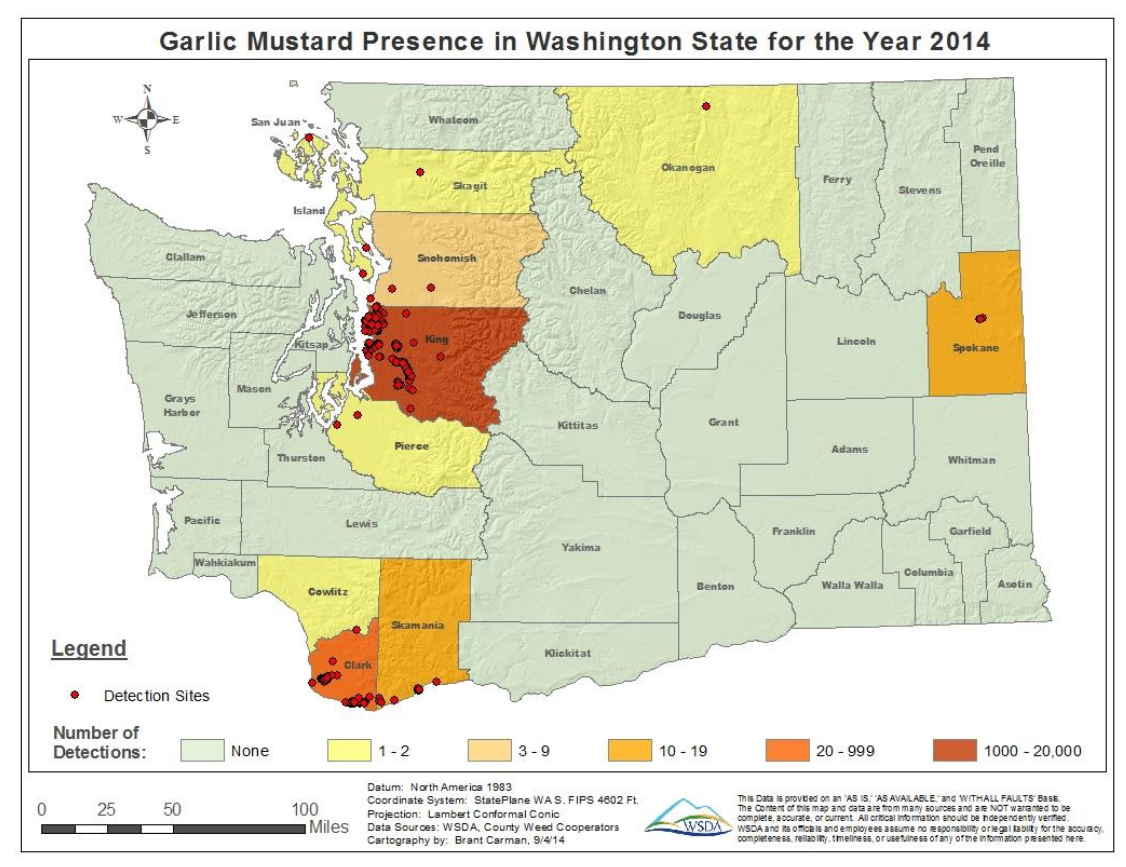 Garlic Mustard Presence in Washington State for the Year 2014
N
W E
S
San Juan
Whatcom
Skagit
Island
Okanogan
Ferry
Stevens
Pend
Oreille
Clallam
Snohomish
Chelan
Jefferson
Douglas
Kitsap
King
Lincoln
Spokane
Mason
Grays
Harbor
Grant
Kittitas
Pierce
Adams
Thurston
Whitman
Pacific
Lewis
Franklin
Garfield
Wahkiakum
Yakima
Cowlitz
Benton
Walla Walla
Columbia
Asotin
Skamania
Clark
Klickitat
Legend
Detection Sites
Number of
Detections:
None
1 - 2
3 - 9
10 - 19
20 - 999
1000 - 20,000
0 25 50 100
Miles
Datum: North America 1983
Coordinate System: StatePlane WA S. FIPS 4602 Ft.
Projection: Lambert Conformal Conic
Data Sources: WSDA, County Weed Cooperators
Cartography by: Brant Carman, 9/4/14
WSDA
This Data is provided on an 'AS IS,' 'AS AVAILABLE,' and 'WITH ALL FAULTS' Basis.
The Content of this map and data are from many sources and are NOT warranted to be
complete, accurate, or current. All critical information should be independently verified.
WSDA and its officials and employees assume no responsibility or legal liability for the accuracy,
completeness, reliability, timeliness, or usefulness of any of the information presented here.